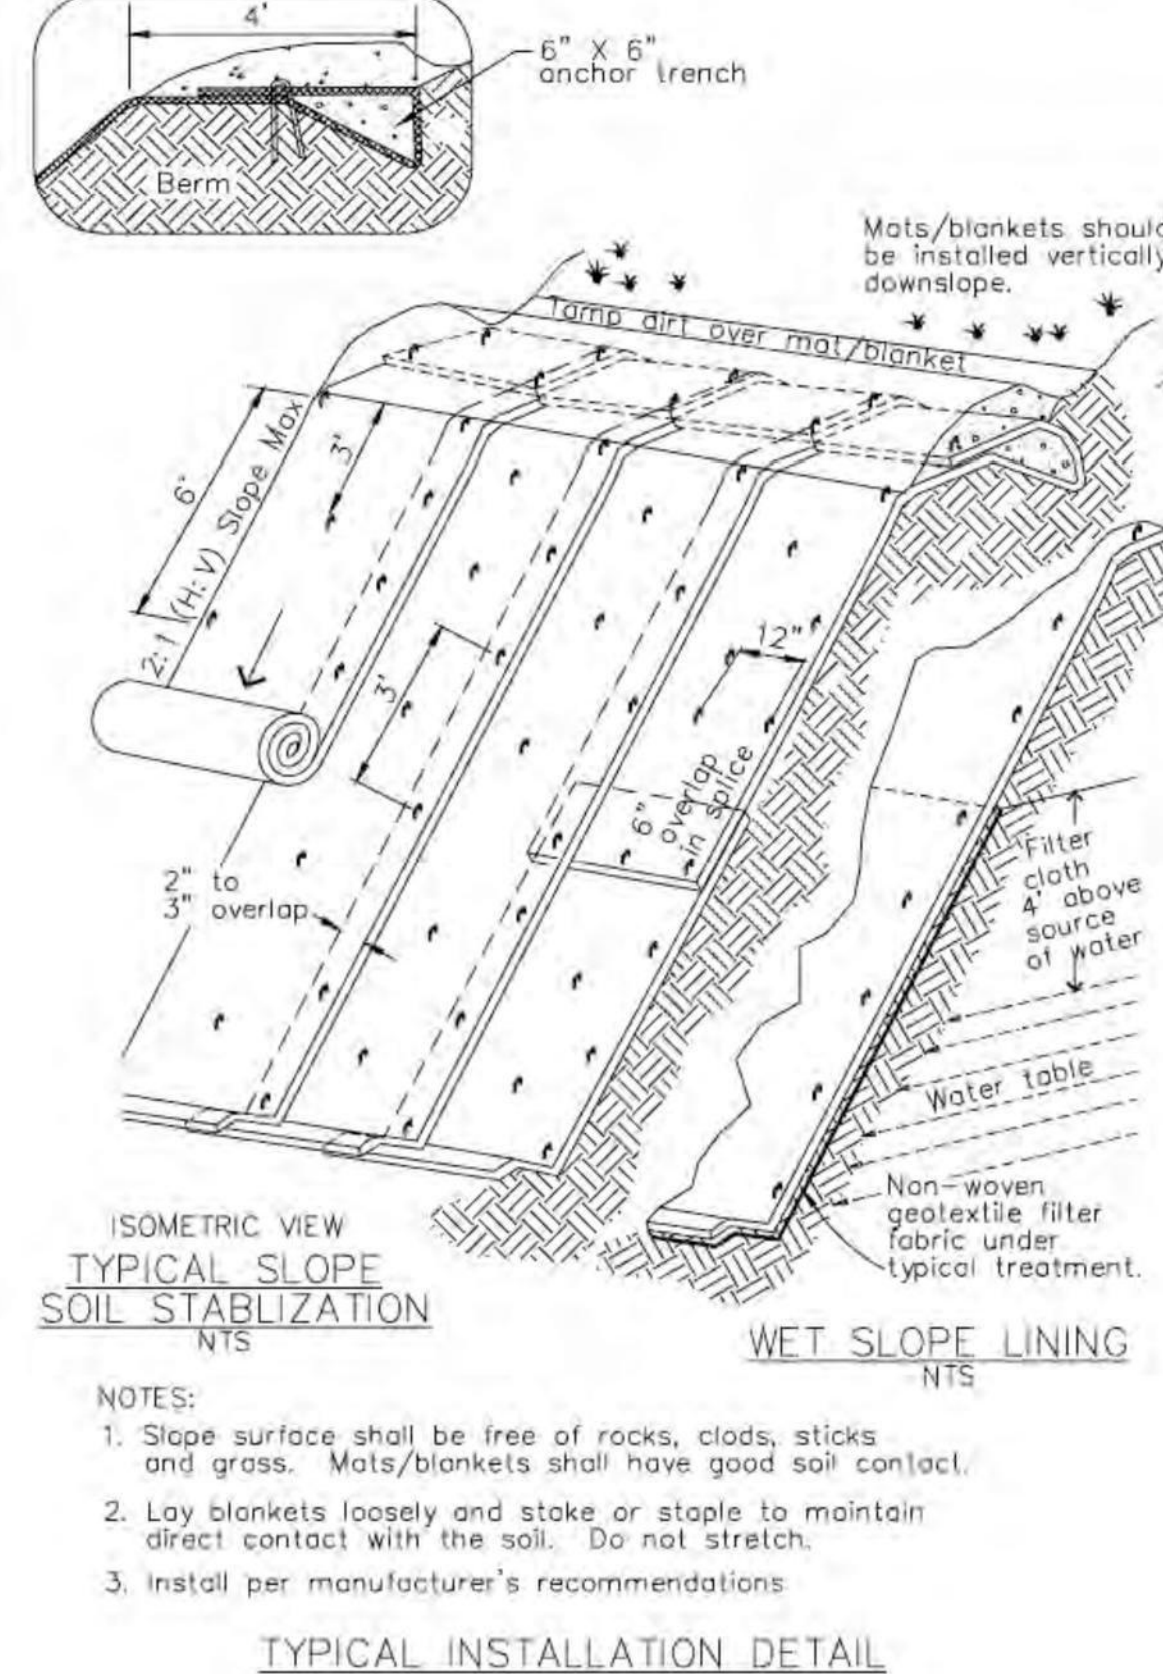 4'
6" X 6"
anchor trench
Berm
Mats/blankets should
be installed vertically
downslope.
Tamp dirt over mat/blanket
6'
3'
2:1 (H:V) Slope Max
12"
3'
6"
overlap
in splice
2" to
3" overlap
Filter
cloth
4' above
source
of water
Water table
Non-woven
geotextile filter
fabric under
typical treatment.
ISOMETRIC VIEW
TYPICAL SLOPE
SOIL STABLIZATION
NTS
WET SLOPE LINING
NTS
NOTES:
1. Slope surface shall be free of rocks, clods, sticks
and grass. Mats/blankets shall have good soil contact.
2. Lay blankets loosely and stake or staple to maintain
direct contact with the soil. Do not stretch.
3. Install per manufacturer's recommendations
TYPICAL INSTALLATION DETAIL